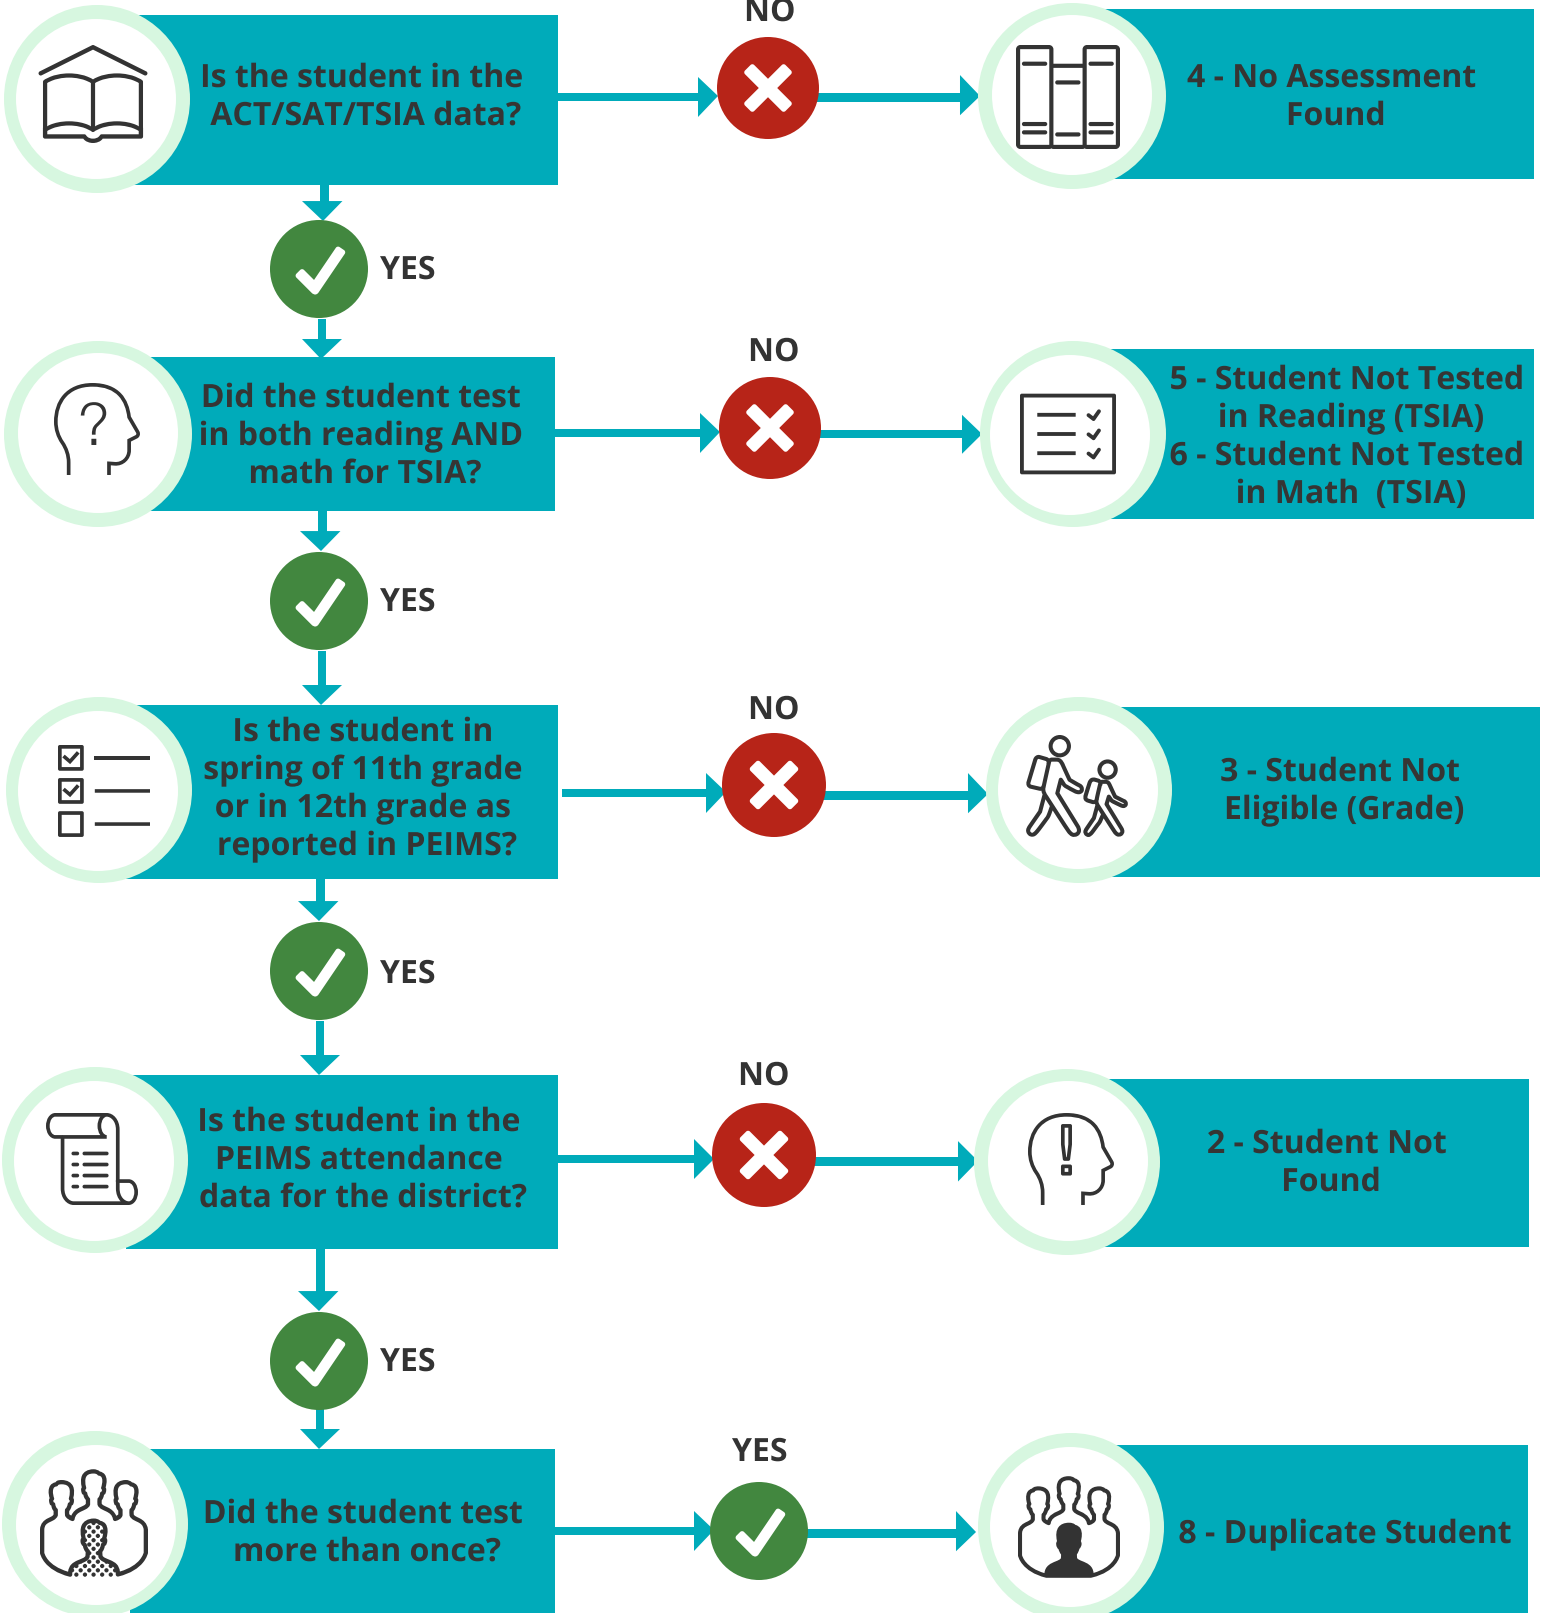 NO
Is the student in the
ACT/SAT/TSIA data?
4 - No Assessment
Found
YES
NO
Did the student test
in both reading AND
math for TSIA?
5 - Student Not Tested
in Reading (TSIA)
6 - Student Not Tested
in Math (TSIA)
YES
NO
Is the student in
spring of 11th grade
or in 12th grade as
reported in PEIMS?
3 - Student Not
Eligible (Grade)
YES
NO
Is the student in the
PEIMS attendance
data for the district?
2 - Student Not
Found
YES
YES
Did the student test
more than once?
8 - Duplicate Student